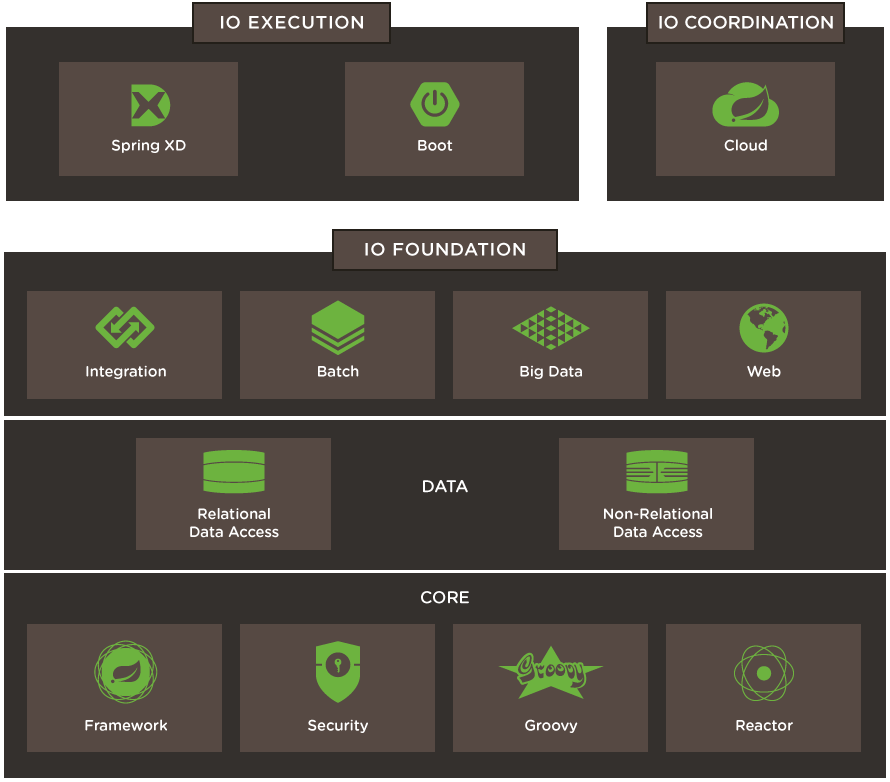 IO EXECUTION
IO COORDINATION
Spring XD
Boot
Cloud
IO FOUNDATION
Integration
Batch
Big Data
Web
Relational
Data Access
DATA
Non-Relational
Data Access
CORE
Groovy
Framework
Security
Groovy
Reactor